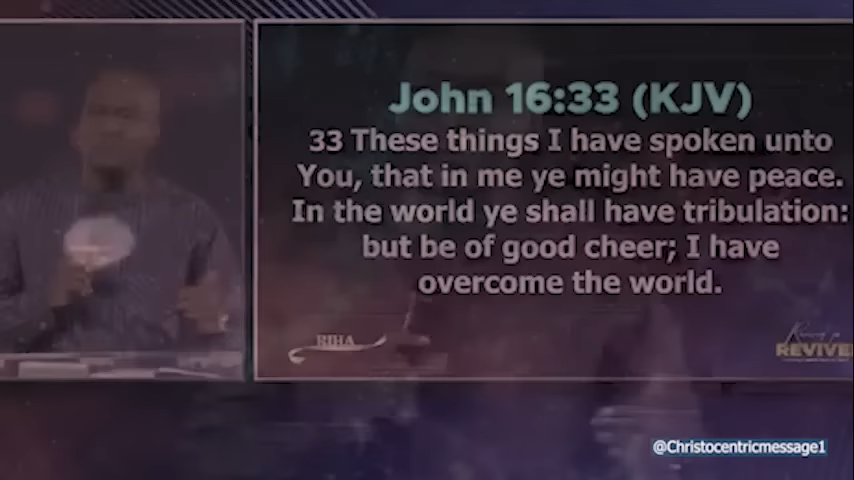 John 16:33 (KJV)
33 These things I have spoken unto
You, that in me ye might have peace.
In the world ye shall have tribulation:
but be of good cheer; I have
overcome the world.
RIHA
REVIVE
@Christocentricmessage1